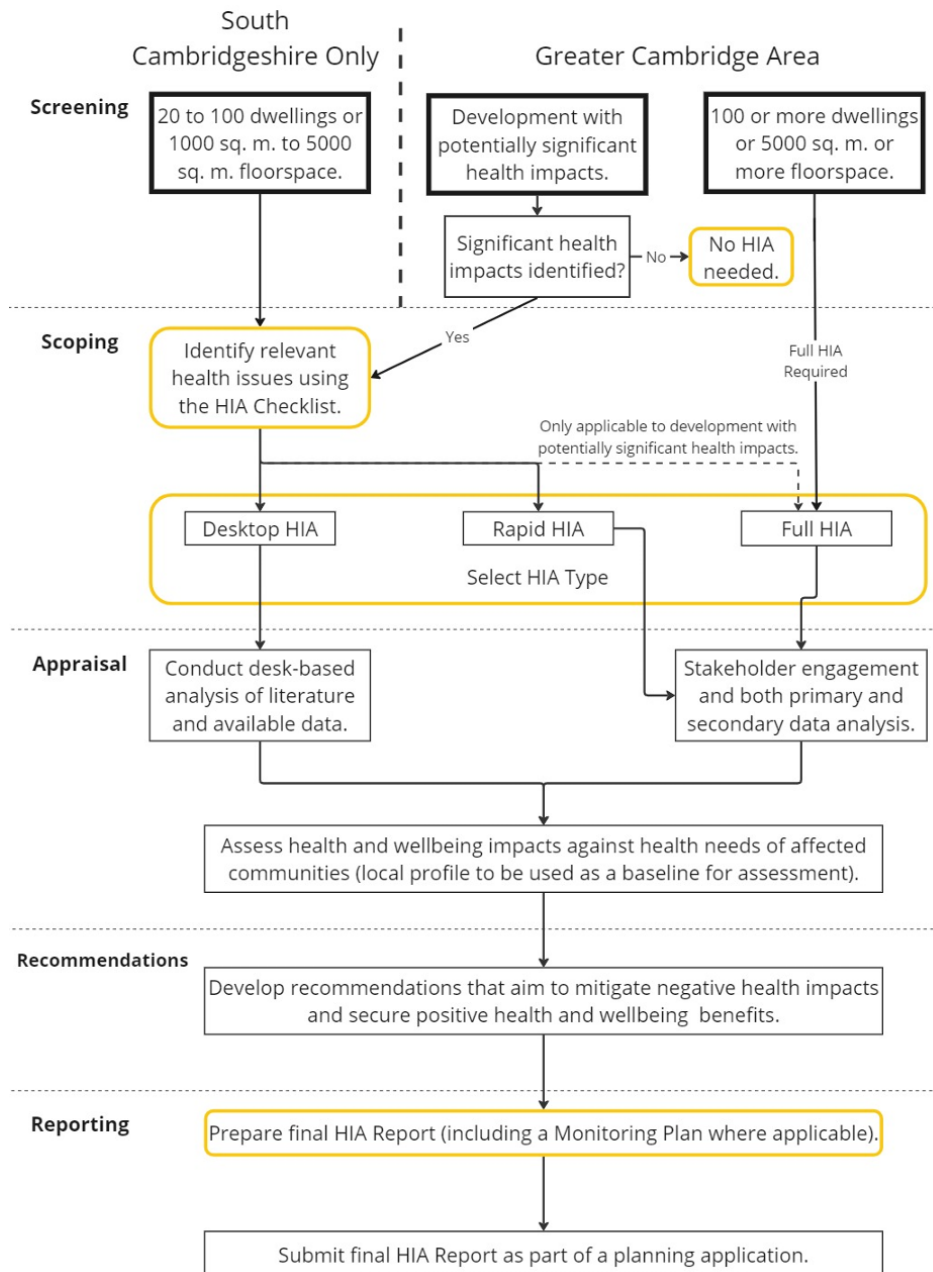 South
Cambridgeshire Only
Greater Cambridge Area
Screening
20 to 100 dwellings or
1000 sq. m. to 5000
sq. m. floorspace.
Development with
potentially significant
health impacts.
100 or more dwellings
or 5000 sq. m. or
more floorspace.
Significant health
impacts identified?
No
No HIA
needed.
Yes
Scoping
Identify relevant
health issues using
the HIA Checklist.
Full HIA
Required
Only applicable to development with
potentially significant health impacts.
Desktop HIA
Rapid HIA
Full HIA
Select HIA Type
Appraisal
Conduct desk-based
analysis of literature
and available data.
Stakeholder engagement
and both primary and
secondary data analysis.
Assess health and wellbeing impacts against health needs of affected
communities (local profile to be used as a baseline for assessment).
Recommendations
Develop recommendations that aim to mitigate negative health impacts
and secure positive health and wellbeing benefits.
Reporting
Prepare final HIA Report (including a Monitoring Plan where applicable).
Submit final HIA Report as part of a planning application.